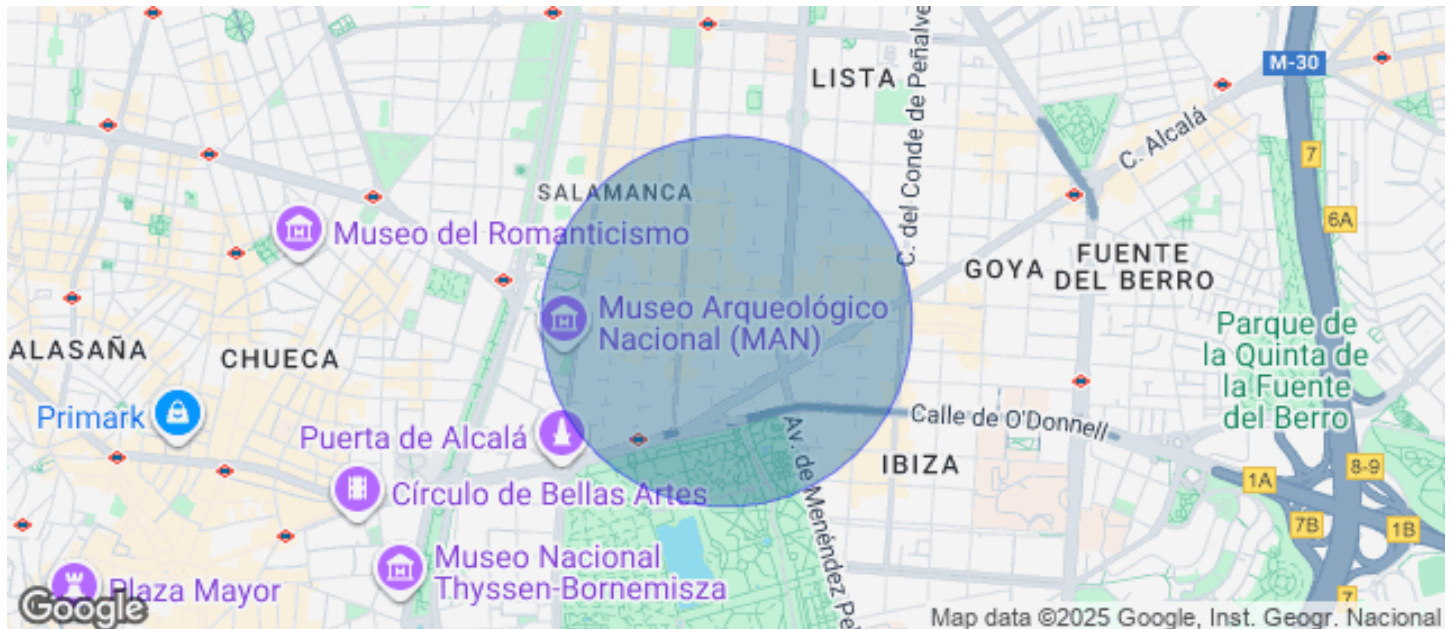 LISTA
C. del Conde de Peñalve
M-30
C. Alcalá
7
SALAMANCA
6A
Museo del Romanticismo
GOYA
FUENTE
DEL BERRO
Museo Arqueológico
Nacional (MAN)
Parque de
la Quinta de
la Fuente
del Berro
ALASAÑA
CHUECA
Primark
Puerta de Alcalá
Calle de O'Donnell
Av. de Menéndez Pe
IBIZA
8-9
1A
Círculo de Bellas Artes
7B
1B
Museo Nacional
Thyssen-Bornemisza
Plaza Mayor
7
Google
Map data ©2025 Google, Inst. Geogr. Nacional